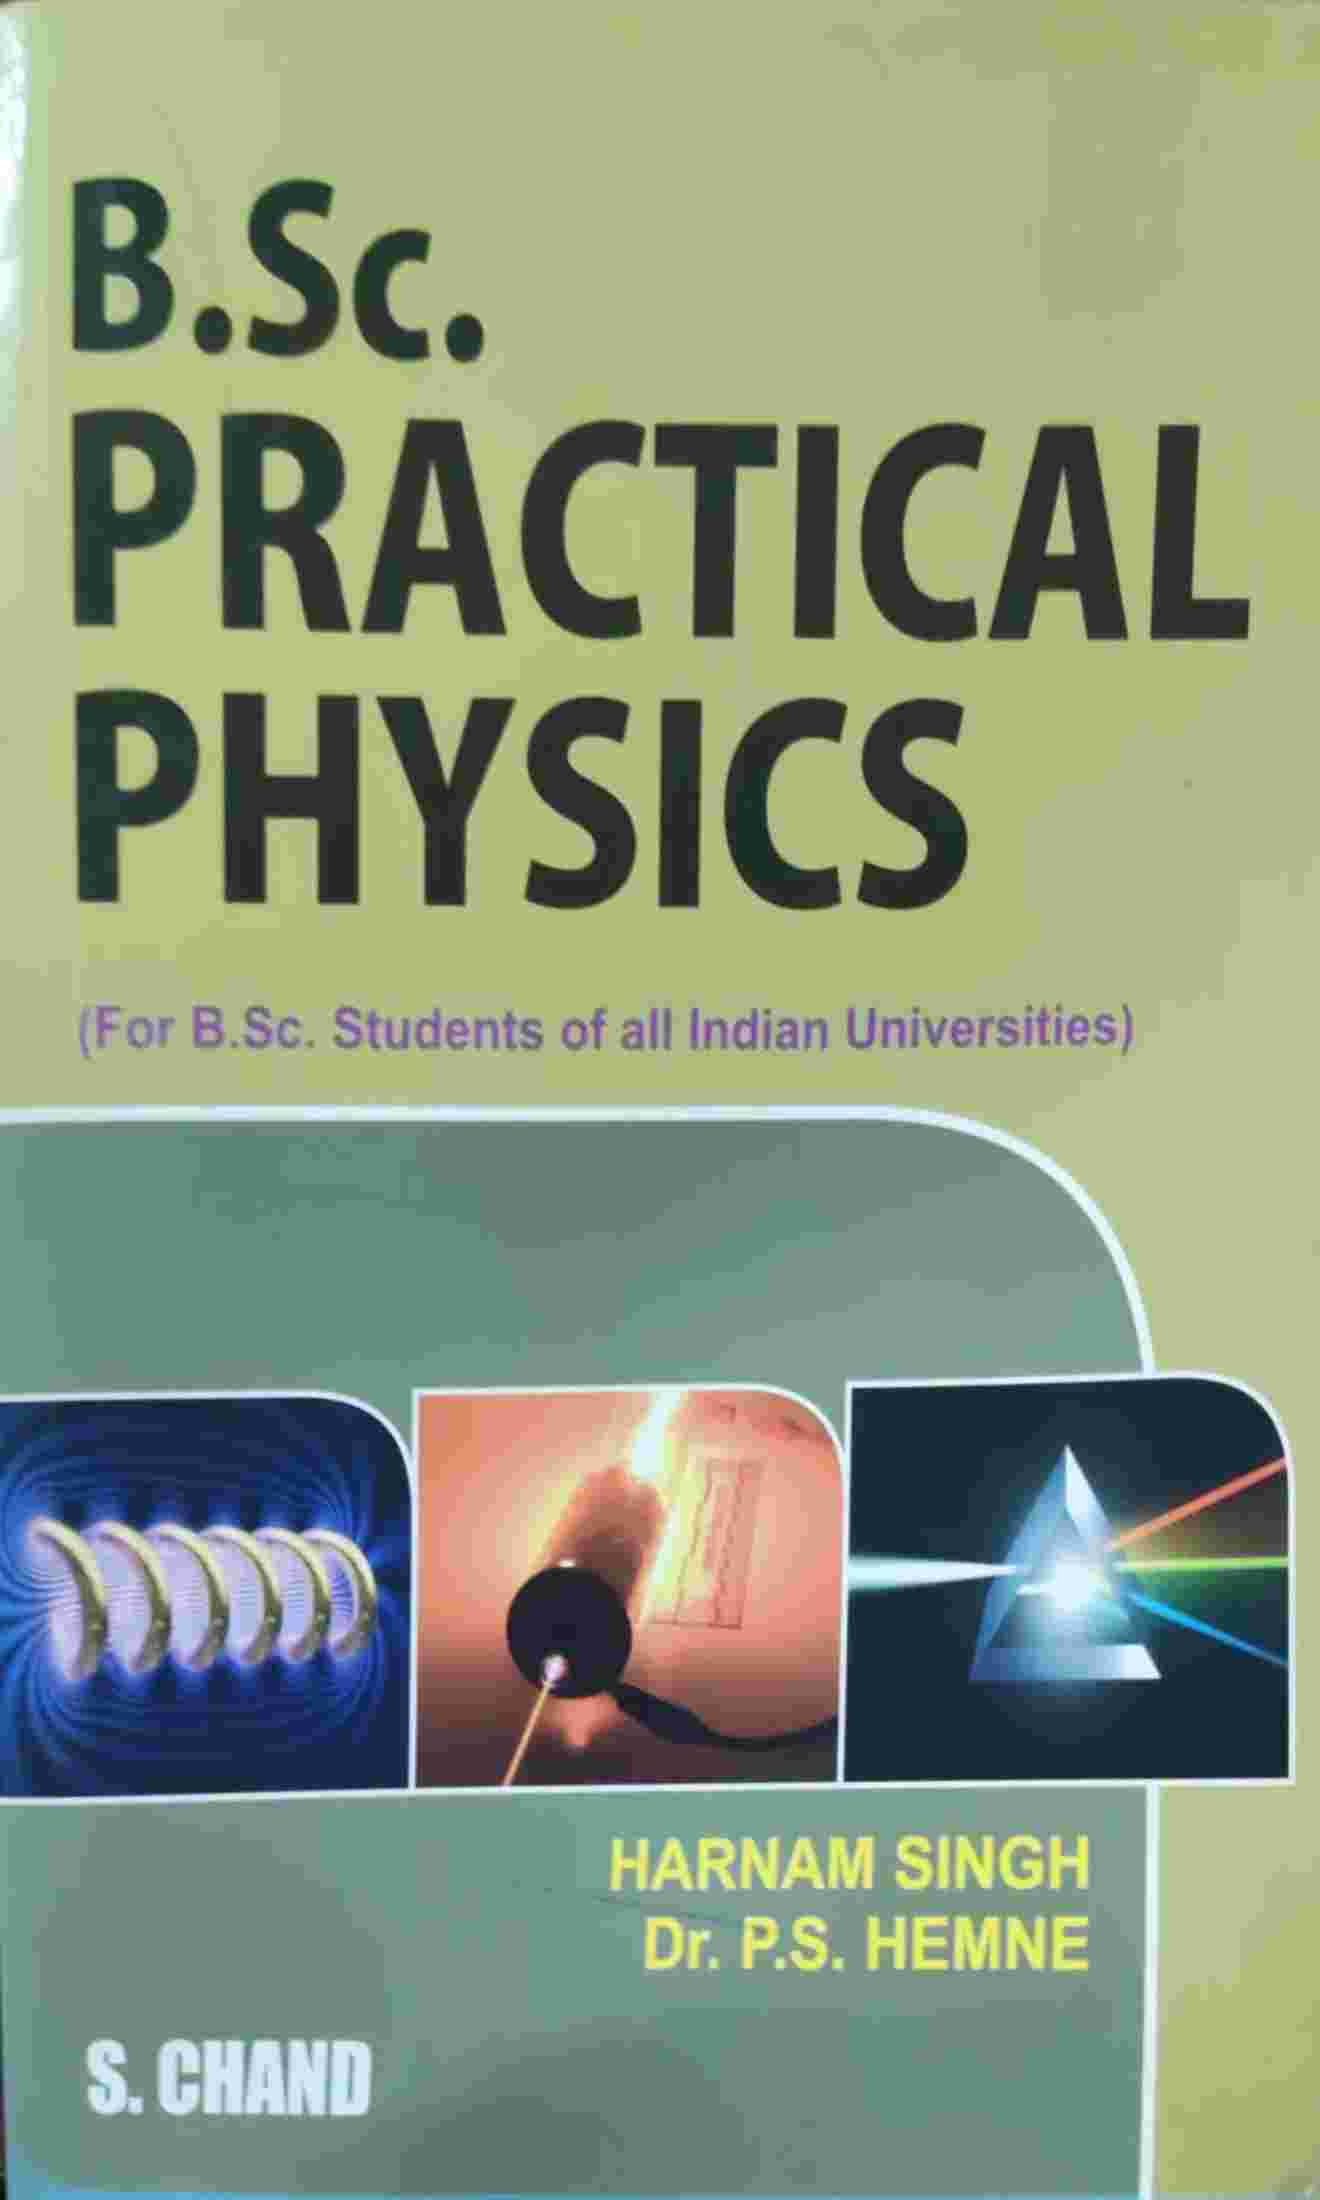 B.Sc.
PRACTICAL
PHYSICS
(For B.Sc. Students of all Indian Universities)
HARNAM SINGH
Dr. P.S. HEMNE
S. CHAND